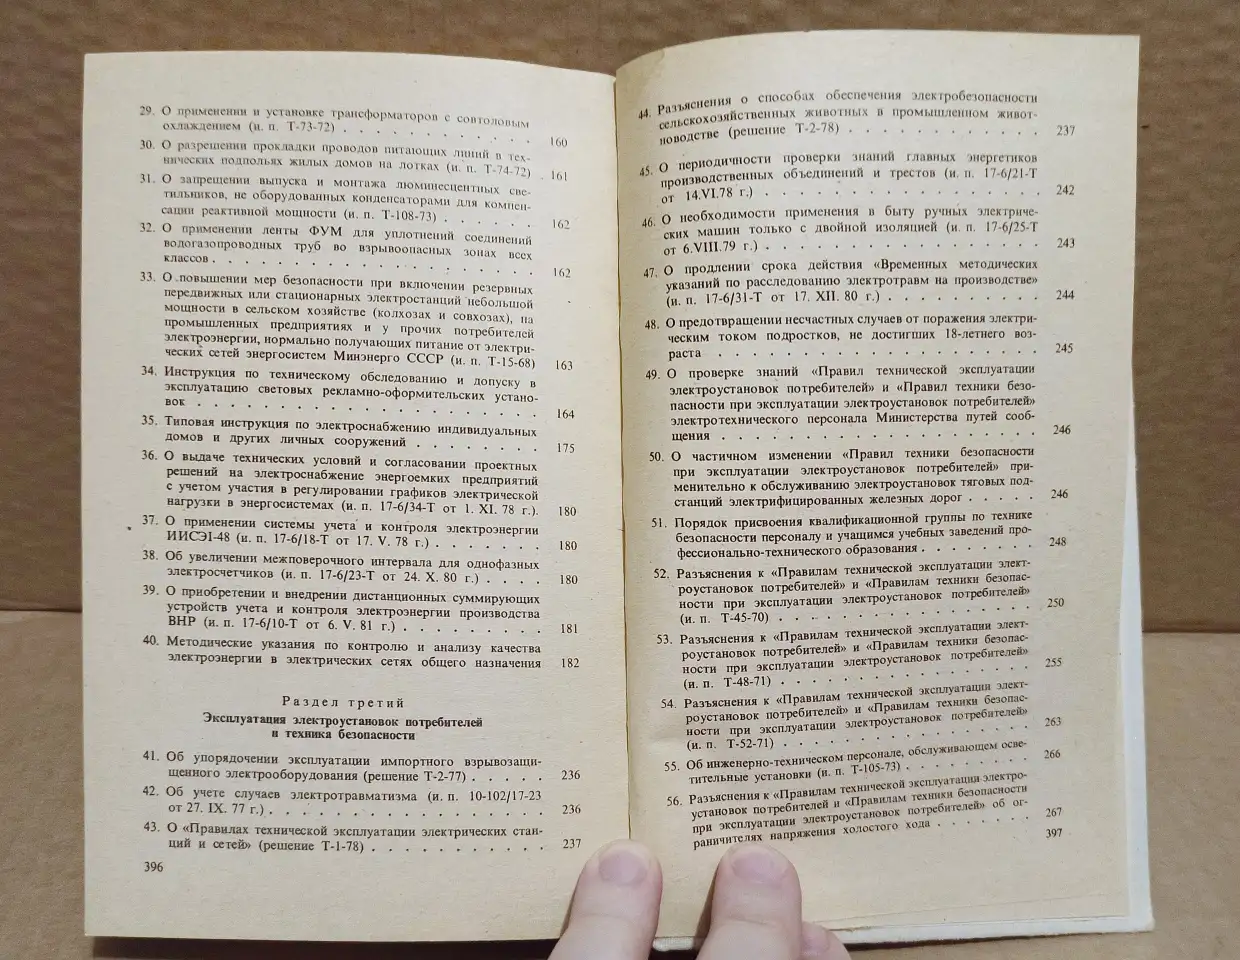 29. О применении и установке трансформаторов с совтоловым
охлаждением (и. п. Т-73-72) . . . . . . . . . . 160
30. О разрешении прокладки проводов питающих линий в тех-
нических подпольях жилых домов на лотках (и. п. Т-74-72) . 161
31. О запрещении выпуска и монтажа люминесцентных све-
тильников, не оборудованных конденсаторами для компен-
сации реактивной мощности (и. п. Т-108-73) . . . . . 162
32. О применении ленты ФУМ для уплотнений соединений
водогазопроводных труб во взрывоопасных зонах всех
классов . . . . . . . . . . . . . . . . . . 162
33. О повышении мер безопасности при включении резервных
передвижных или стационарных электростанций небольшой
мощности в сельском хозяйстве (колхозах и совхозах), на
промышленных предприятиях и у прочих потребителей
электроэнергии, нормально получающих питание от электри-
ческих сетей энергосистем Минэнерго СССР (и. п. Т-15-68) 163
34. Инструкция по техническому обследованию и допуску в
эксплуатацию световых рекламно-оформительских устано-
вок . . . . . . . . . . . . . . . . . . . 164
35. Типовая инструкция по электроснабжению индивидуальных
домов и других личных сооружений . . . . . . . 175
36. О выдаче технических условий и согласовании проектных
решений на электроснабжение энергоемких предприятий
с учетом участия в регулировании графиков электрической
нагрузки в энергосистемах (и. п. 17-6/34-Т от 1. XI. 78 г.). 180
37. О применении системы учета и контроля электроэнергии
ИИСЭ1-48 (и. п. 17-6/18-Т от 17. V. 78 г.) . . . . . . 180
38. Об увеличении межповерочного интервала для однофазных
электросчетчиков (и. п. 17-6/23-Т от 24. X. 80 г.) . . . . 180
39. О приобретении и внедрении дистанционных суммирующих
устройств учета и контроля электроэнергии производства
ВНР (и. п. 17-6/10-Т от 6. V. 81 г.) . . . . . . . . 181
40. Методические указания по контролю и анализу качества
электроэнергии в электрических сетях общего назначения 182
Раздел третий
Эксплуатация электроустановок потребителей
и техника безопасности
41. Об упорядочении эксплуатации импортного взрывозащи-
щенного электрооборудования (решение Т-2-77) . . . . . 236
42. Об учете случаев электротравматизма (и. п. 10-102/17-23
от 27. IX. 77 г.) . . . . . . . . . . . . . . . 236
43. О «Правилах технической эксплуатации электрических стан-
ций и сетей» (решение Т-1-78) . . . . . . . . . . 237
396
44. Разъяснения о способах обеспечения электробезопасности
сельскохозяйственных животных в промышленном живот-
новодстве (решение Т-2-78) . . . . . . . . . . . 237
45. О периодичности проверки знаний главных энергетиков
производственных объединений и трестов (и. п. 17-6/21-Т
от 14.VI.78 г.) . . . . . . . . . . . . . . . 242
46. О необходимости применения в быту ручных электриче-
ских машин только с двойной изоляцией (и. п. 17-6/25-Т
от 6.VIII.79 г.) . . . . . . . . . . . . . . . 243
47. О продлении срока действия «Временных методических
указаний по расследованию электротравм на производстве»
(и. п. 17-6/31-Т от 17. XII. 80 г.) . . . . . . . . . 244
48. О предотвращении несчастных случаев от поражения электри-
ческим током подростков, не достигших 18-летнего воз-
раста . . . . . . . . . . . . . . . . . . . 245
49. О проверке знаний «Правил технической эксплуатации
электроустановок потребителей» и «Правил техники безо-
пасности при эксплуатации электроустановок потребителей»
электротехнического персонала Министерства путей сооб-
щения . . . . . . . . . . . . . . . . . . . 246
50. О частичном изменении «Правил техники безопасности
при эксплуатации электроустановок потребителей» при-
менительно к обслуживанию электроустановок тяговых под-
станций электрифицированных железных дорог . . . . . 246
51. Порядок присвоения квалификационной группы по технике
безопасности персоналу и учащимся учебных заведений про-
фессионально-технического образования . . . . . . . 248
52. Разъяснения к «Правилам технической эксплуатации элект-
роустановок потребителей» и «Правилам техники безопас-
ности при эксплуатации электроустановок потребителей»
(и. п. Т-45-70) . . . . . . . . . . . . . . . 250
53. Разъяснения к «Правилам технической эксплуатации элект-
роустановок потребителей» и «Правилам техники безопас-
ности при эксплуатации электроустановок потребителей»
(и. п. Т-48-71) . . . . . . . . . . . . . . . 255
54. Разъяснения к «Правилам технической эксплуатации элект-
роустановок потребителей» и «Правилам техники безопас-
ности при эксплуатации электроустановок потребителей»
(и. п. Т-52-71) . . . . . . . . . . . . . . . 263
55. Об инженерно-техническом персонале, обслуживающем осве-
тительные установки (и. п. Т-105-73) . . . . . . . . 266
56. Разъяснения к «Правилам технической эксплуатации электро-
установок потребителей и «Правилам техники безопасности
при эксплуатации электроустановок потребителей» об ог-
раничителях напряжения холостого хода . . . . . . . 267
397